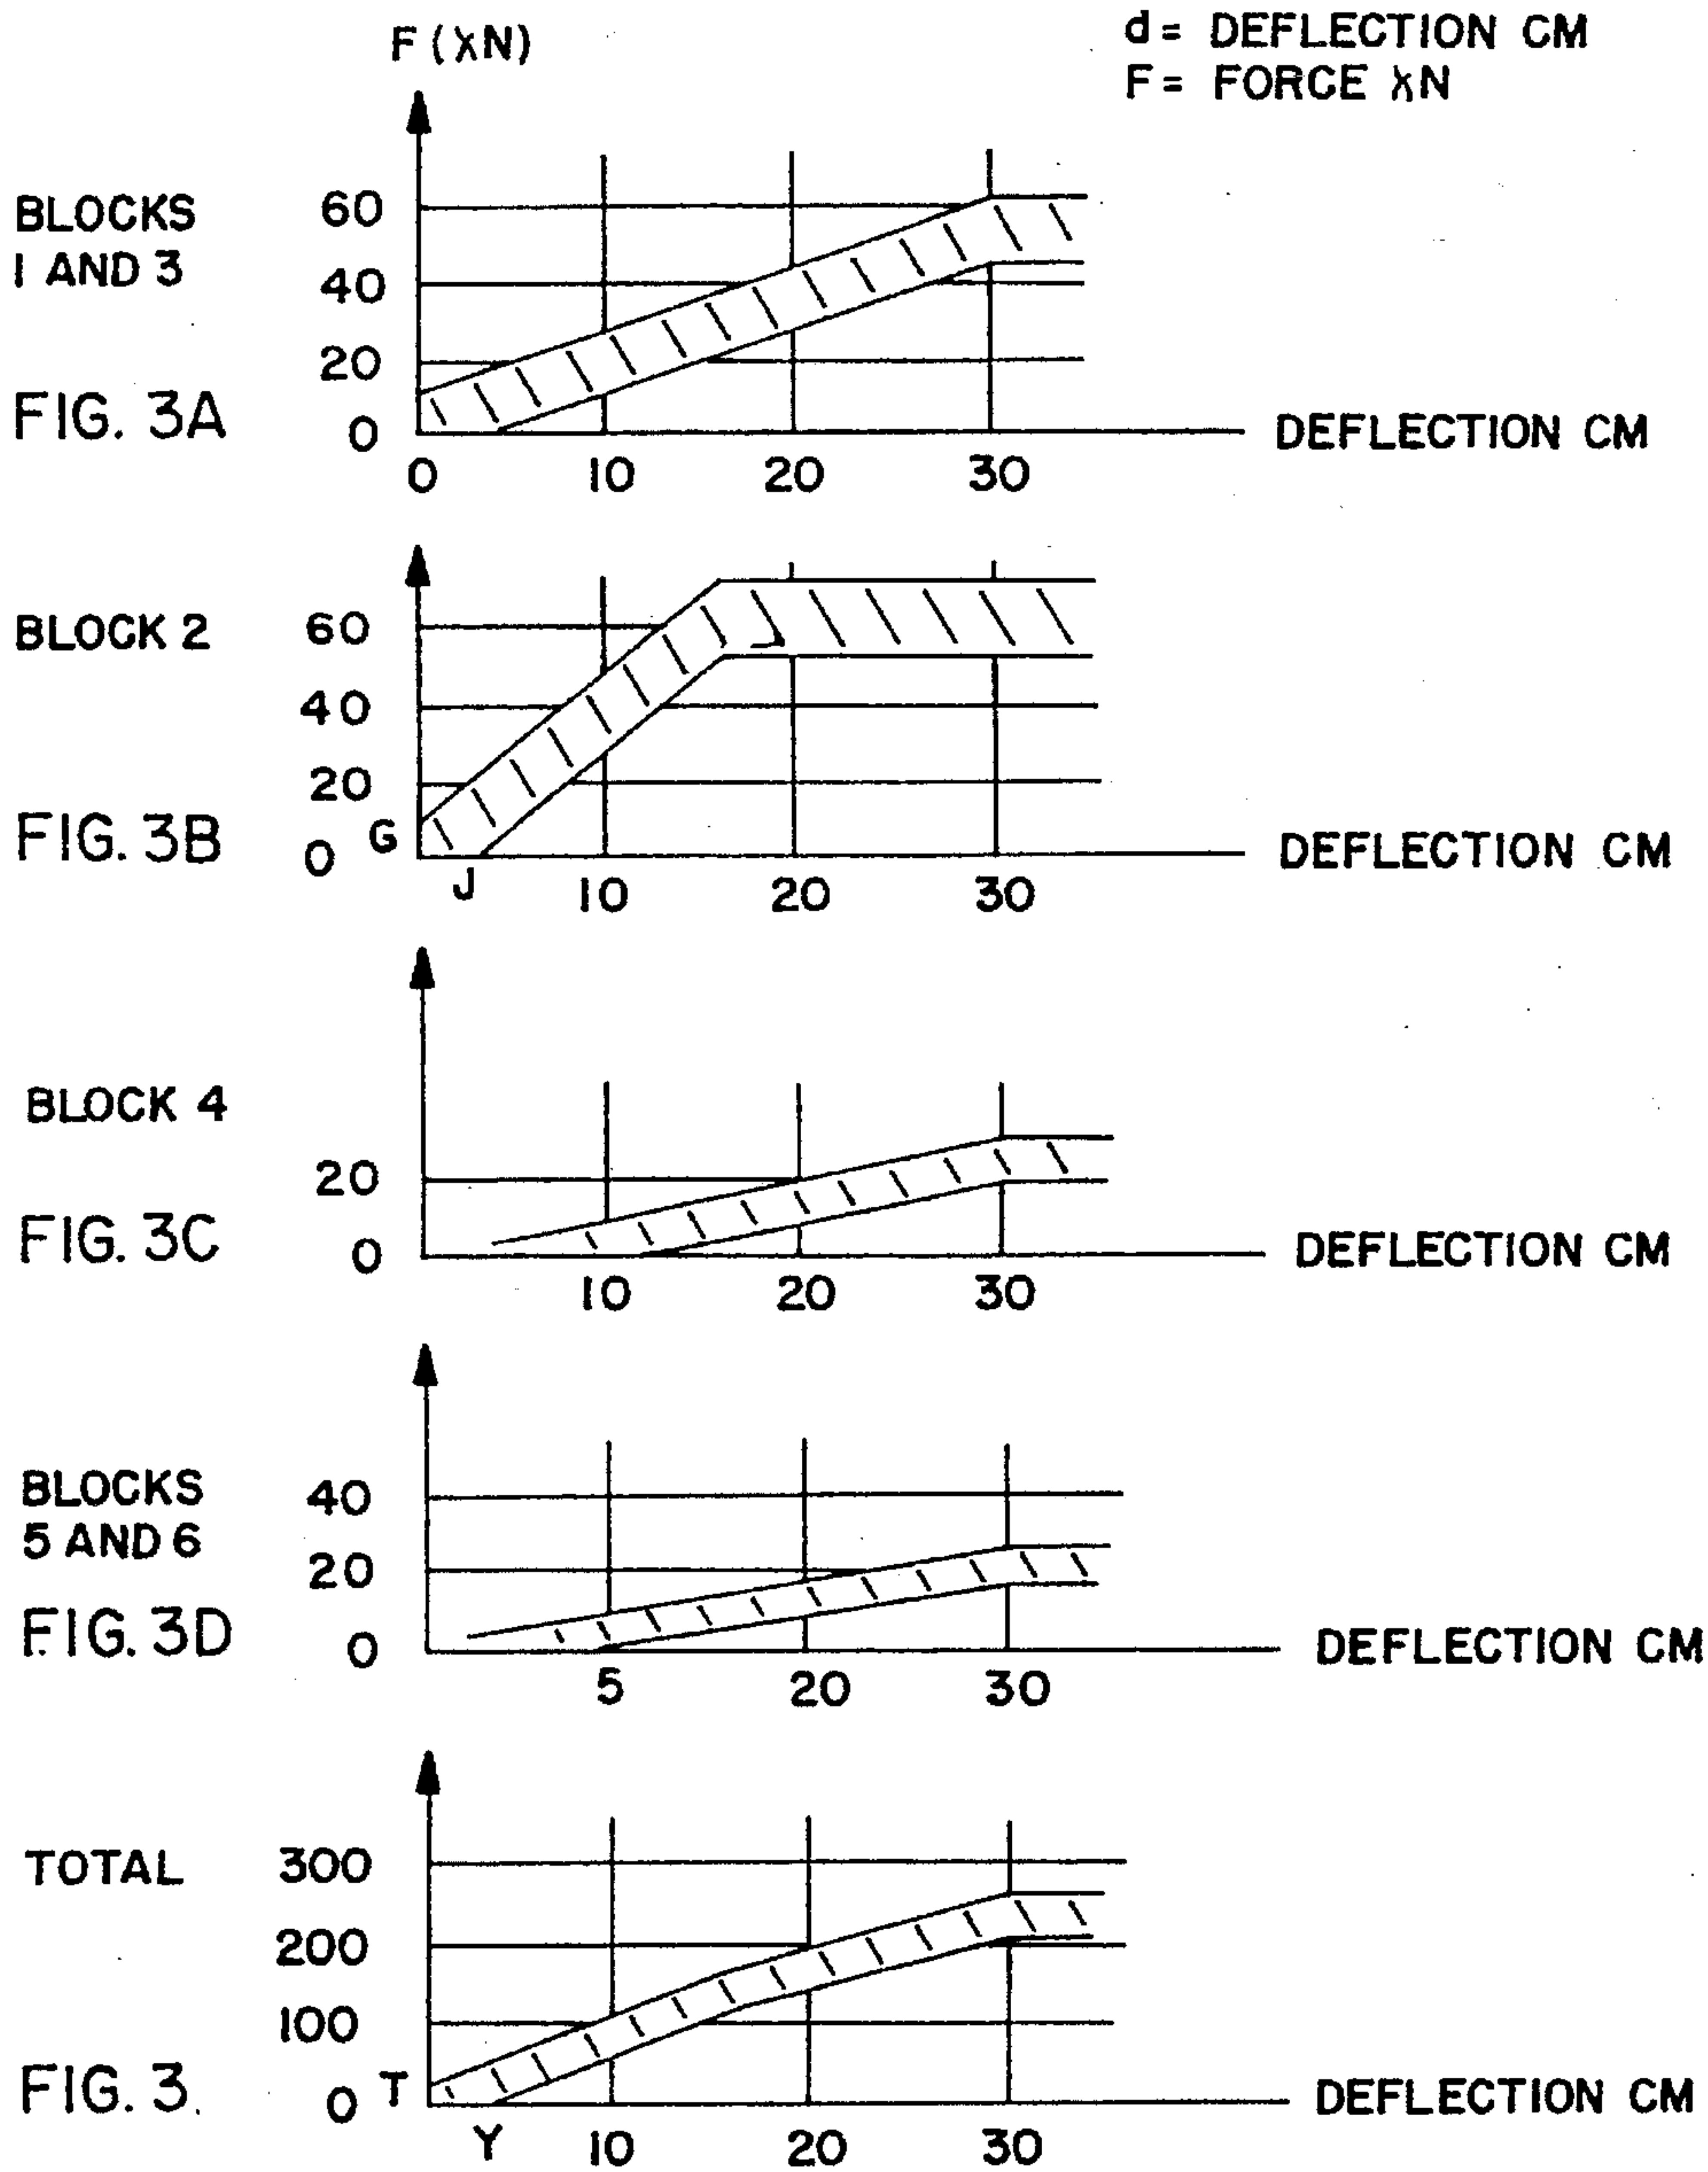 F (λN)
d = DEFLECTION CM
F = FORCE λN
BLOCKS
1 AND 3
60
40
20
0
FIG. 3A
0 10 20 30
DEFLECTION CM
BLOCK 2
60
40
20
0 G
FIG. 3B
J 10 20 30
DEFLECTION CM
BLOCK 4
20
0
FIG. 3C
10 20 30
DEFLECTION CM
BLOCKS
5 AND 6
40
20
0
FIG. 3D
5 20 30
DEFLECTION CM
TOTAL
300
200
100
0 T
FIG. 3.
Y 10 20 30
DEFLECTION CM